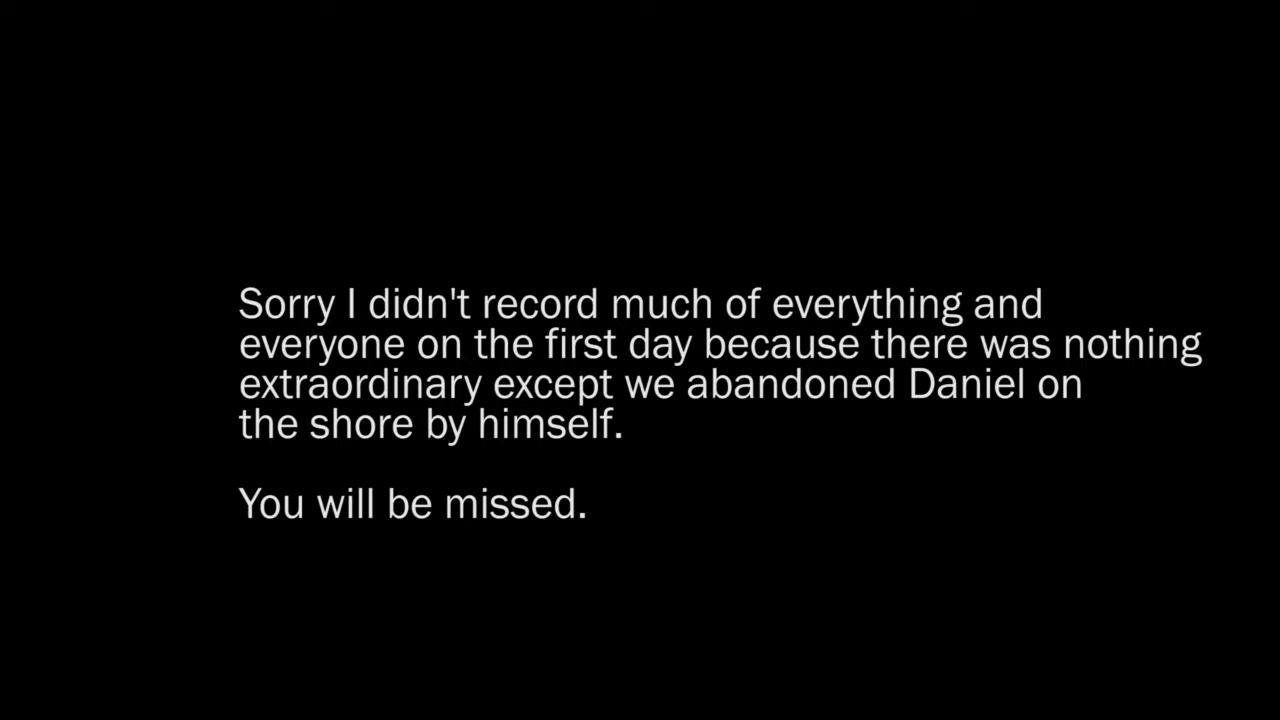 Sorry I didn't record much of everything and
everyone on the first day because there was nothing
extraordinary except we abandoned Daniel on
the shore by himself.
You will be missed.